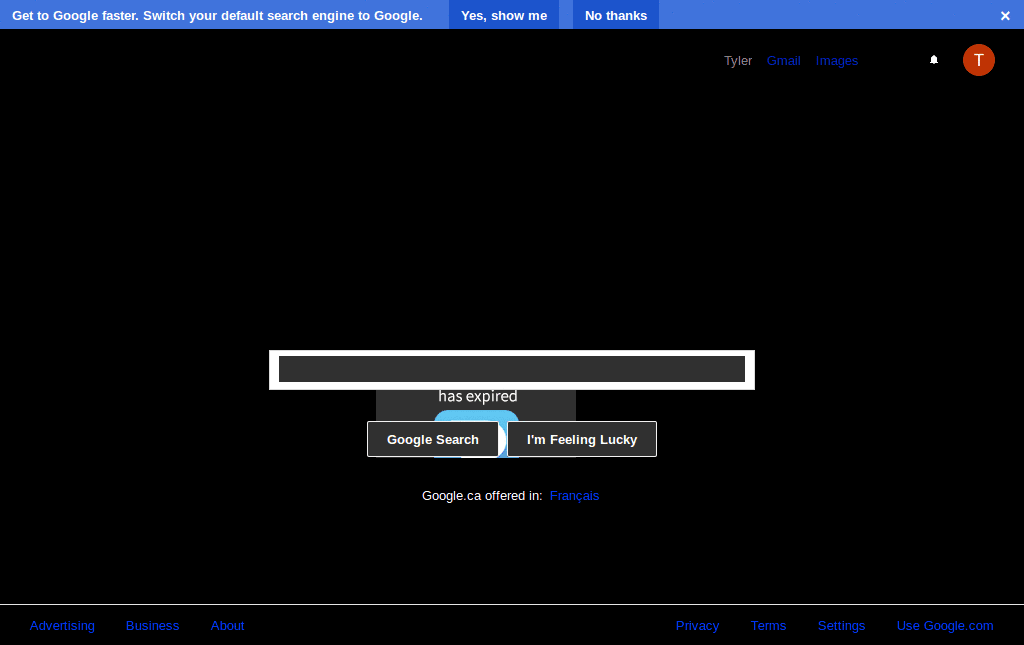 Get to Google faster. Switch your default search engine to Google. Yes, show me No thanks ×
Tyler Gmail Images T
has expired
Google Search I'm Feeling Lucky
Google.ca offered in: Français
Advertising Business About Privacy Terms Settings Use Google.com